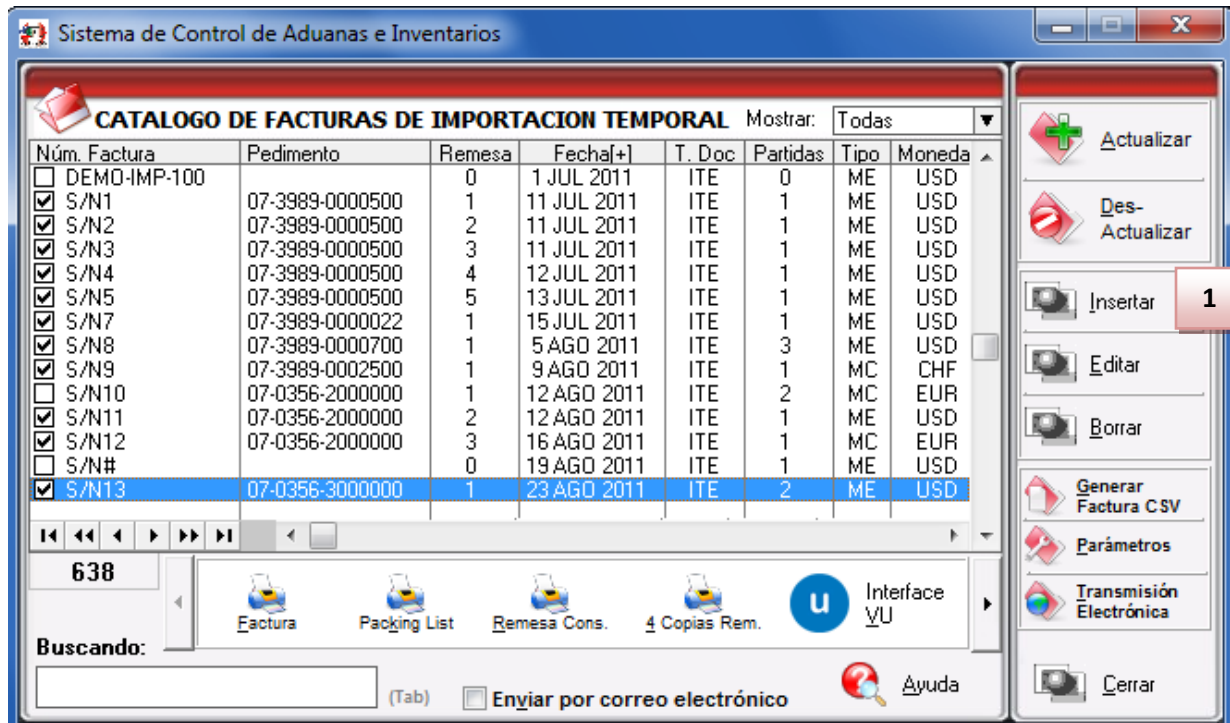 Sistema de Control de Aduanas e Inventarios
X
CATALOGO DE FACTURAS DE IMPORTACION TEMPORAL Mostrar: Todas
Núm. Factura Pedimento Remesa Fecha[+] T. Doc Partidas Tipo Moneda
DEMO-IMP-100 0 1 JUL 2011 ITE 0 ME USD
S/N1 07-3989-0000500 1 11 JUL 2011 ITE 1 ME USD
S/N2 07-3989-0000500 2 11 JUL 2011 ITE 1 ME USD
S/N3 07-3989-0000500 3 11 JUL 2011 ITE 1 ME USD
S/N4 07-3989-0000500 4 12 JUL 2011 ITE 1 ME USD
S/N5 07-3989-0000500 5 13 JUL 2011 ITE 1 ME USD
S/N7 07-3989-0000022 1 15 JUL 2011 ITE 1 ME USD
S/N8 07-3989-0000700 1 5 AGO 2011 ITE 3 ME USD
S/N9 07-3989-0002500 1 9 AGO 2011 ITE 1 MC CHF
S/N10 07-0356-2000000 1 12 AGO 2011 ITE 2 MC EUR
S/N11 07-0356-2000000 2 12 AGO 2011 ITE 1 ME USD
S/N12 07-0356-2000000 3 16 AGO 2011 ITE 1 MC EUR
S/N# 0 19 AGO 2011 ITE 1 ME USD
S/N13 07-0356-3000000 1 23 AGO 2011 ITE 2 ME USD
638
Factura Packing List Remesa Cons. 4 Copias Rem. u Interface
VU
Buscando:
(Tab) Enviar por correo electrónico Ayuda
Actualizar
Des-
Actualizar
Insertar 1
Editar
Borrar
Generar
Factura CSV
Parámetros
Transmisión
Electrónica
Cerrar